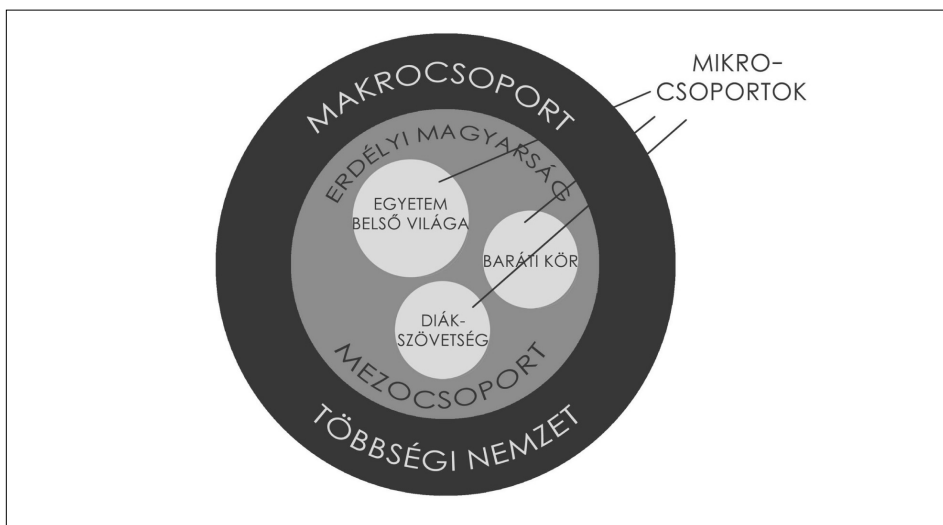 MAKROCSOPORT
MIKRO-
CSOPORTOK
ERDÉLYI MAGYARSÁG
EGYETEM
BELSŐ VILÁGA
BARÁTI KÖR
DIÁK-
SZÖVETSÉG
MEZOCSOPORT
TÖBBSÉGI NEMZET